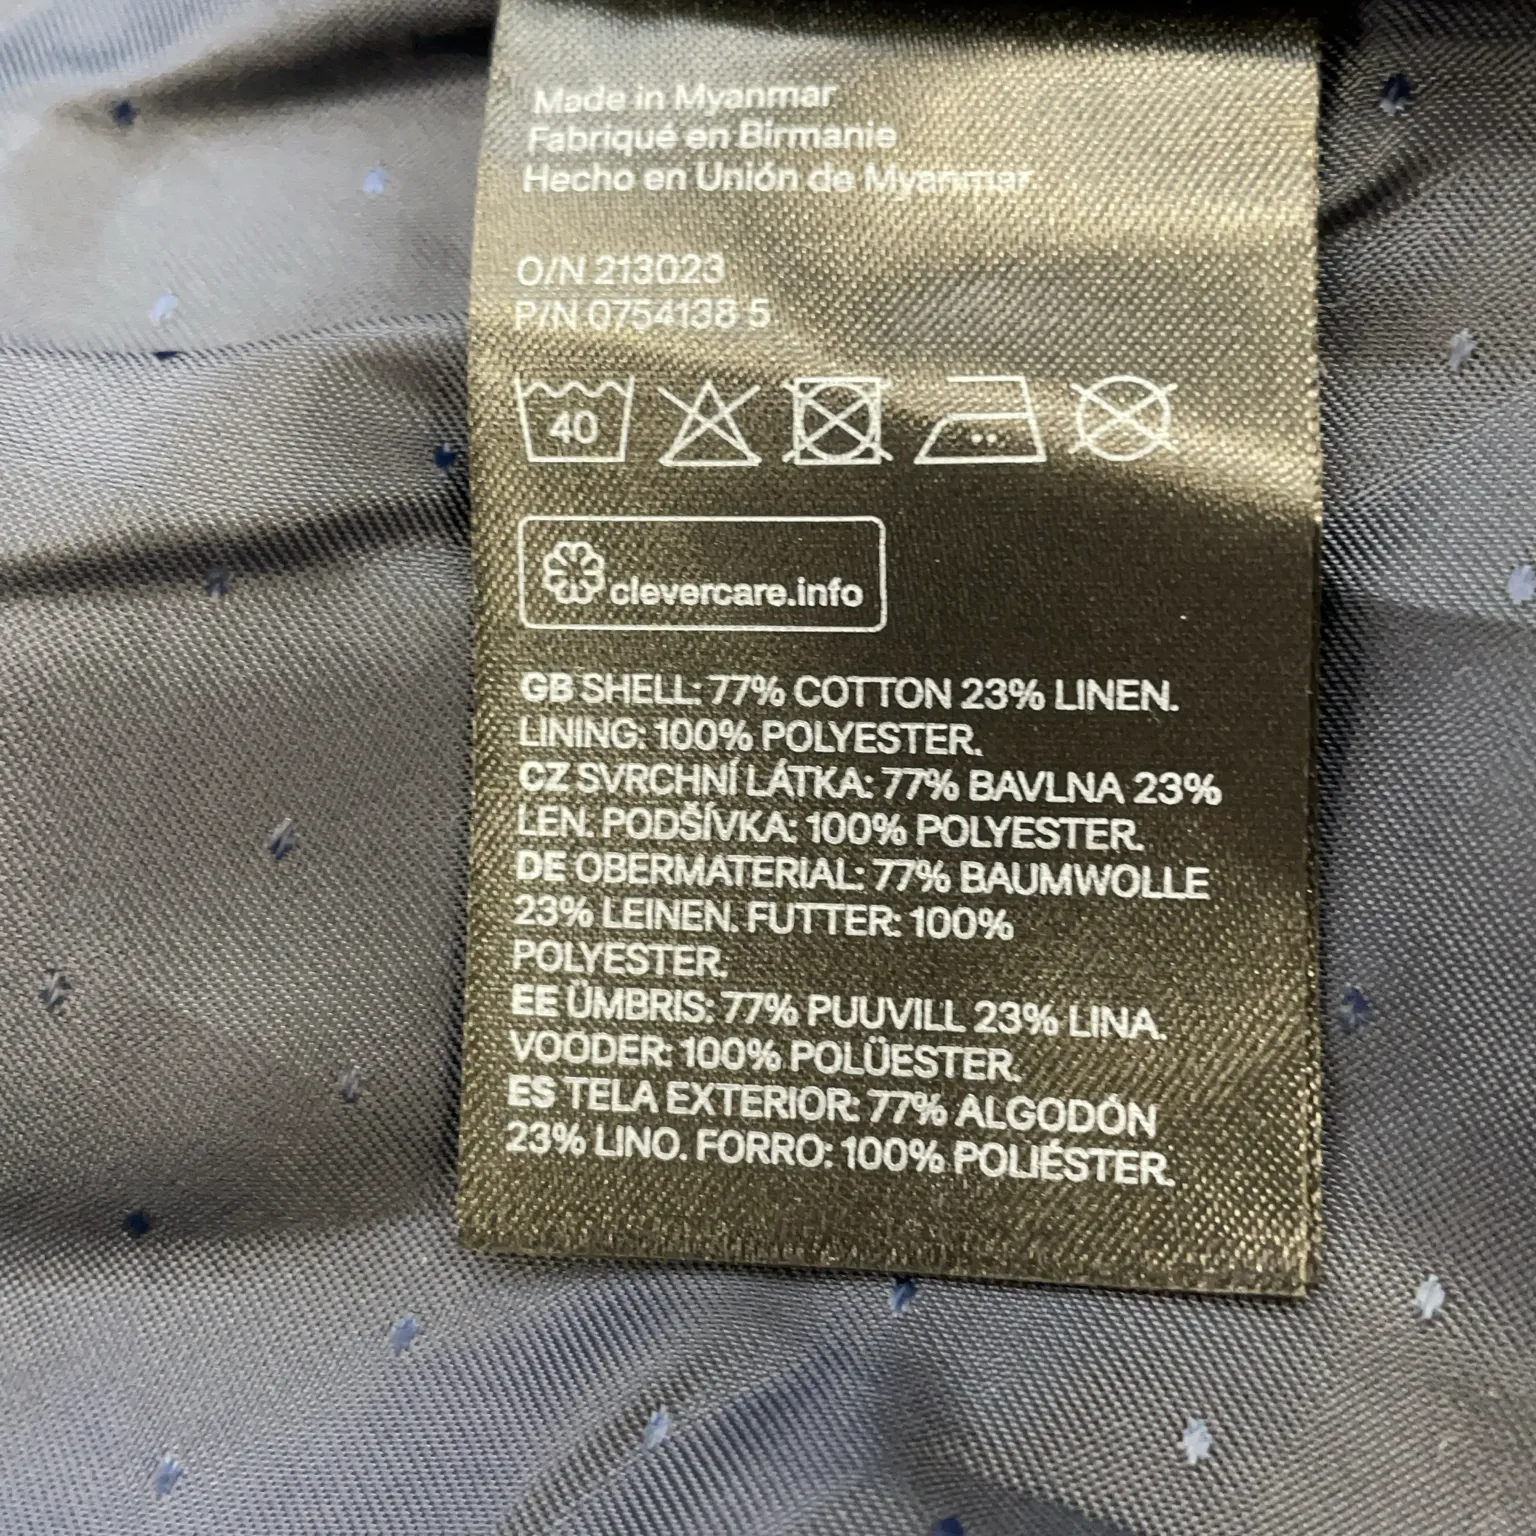 Made in Myanmar
Fabriqué en Birmanie
Hecho en Unión de Myanmar
O/N 213023
P/N 0754138 5
40
clevercare.info
GB SHELL: 77% COTTON 23% LINEN.
LINING: 100% POLYESTER.
CZ SVRCHNÍ LÁTKA: 77% BAVLNA 23%
LEN. PODŠÍVKA: 100% POLYESTER.
DE OBERMATERIAL: 77% BAUMWOLLE
23% LEINEN. FUTTER: 100%
POLYESTER.
EE ÜMBRIS: 77% PUUVILL 23% LINA.
VOODER: 100% POLÜESTER.
ES TELA EXTERIOR: 77% ALGODÓN
23% LINO. FORRO: 100% POLIÉSTER.